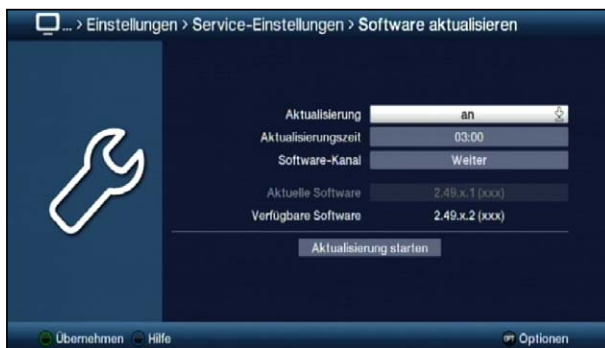 ... > Einstellungen > Service-Einstellungen > Software aktualisieren
Aktualisierung an
Aktualisierungszeit 03:00
Software-Kanal Weiter
Aktuelle Software 2.49.x.1 (xxx)
Verfügbare Software 2.49.x.2 (xxx)
Aktualisierung starten
Übernehmen Hilfe OPT Optionen